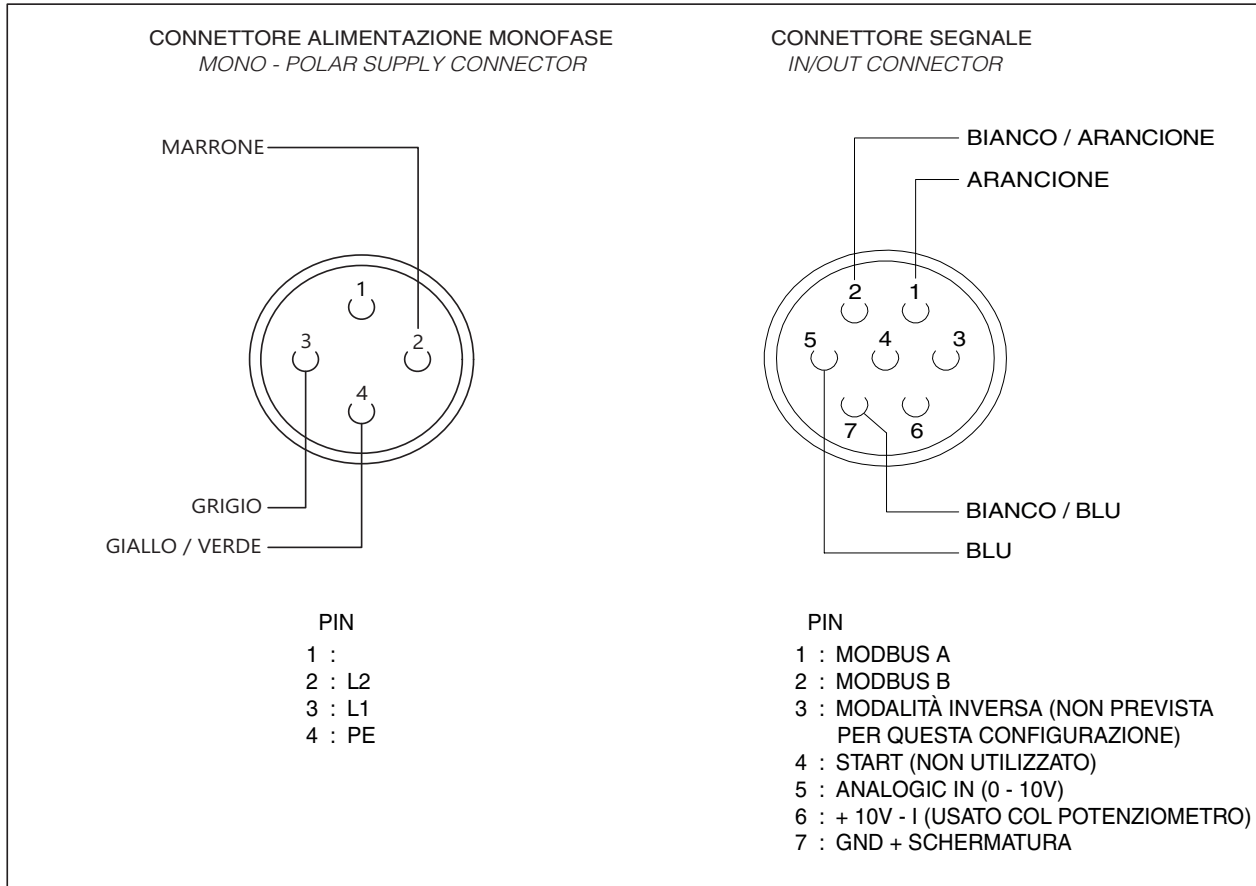 CONNETTORE ALIMENTAZIONE MONOFASE
MONO - POLAR SUPPLY CONNECTOR
MARRONE
1
3
2
4
GRIGIO
GIALLO / VERDE
PIN
1 :
2 : L2
3 : L1
4 : PE
CONNETTORE SEGNALE
IN/OUT CONNECTOR
BIANCO / ARANCIONE
ARANCIONE
2
1
5
4
3
7
6
BIANCO / BLU
BLU
PIN
1 : MODBUS A
2 : MODBUS B
3 : MODALITÀ INVERSA (NON PREVISTA
PER QUESTA CONFIGURAZIONE)
4 : START (NON UTILIZZATO)
5 : ANALOGIC IN (0 - 10V)
6 : + 10V - I (USATO COL POTENZIOMETRO)
7 : GND + SCHERMATURA